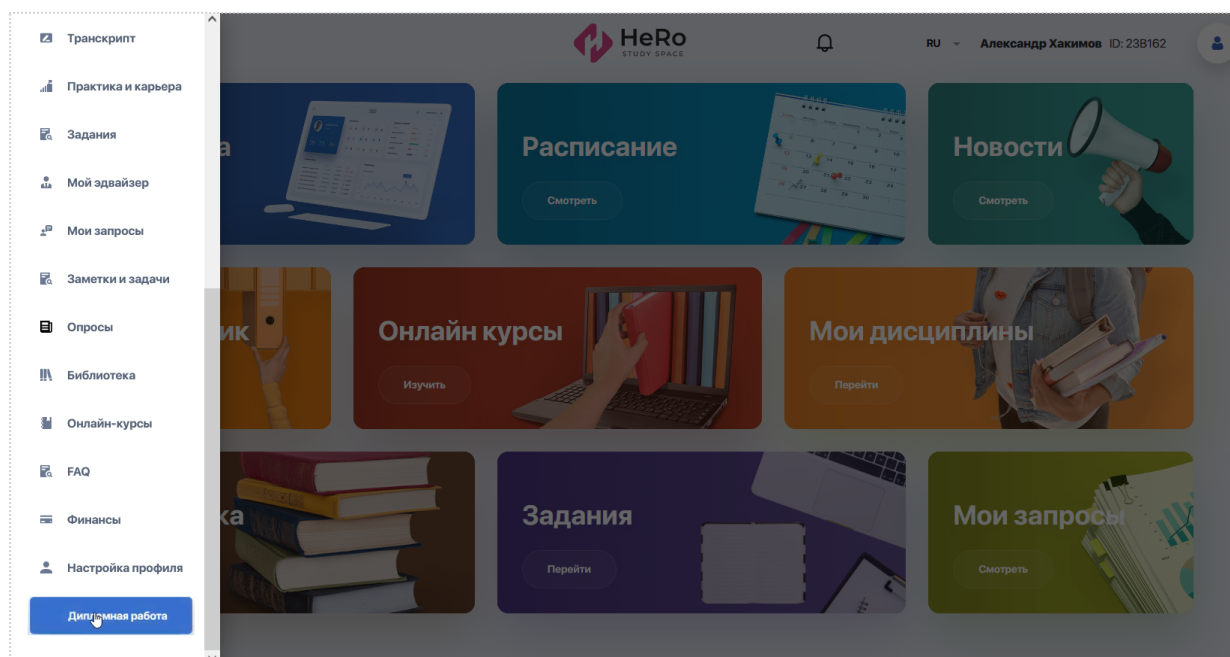 Транскрипт
Практика и карьера
Задания
Мой эдвайзер
Мои запросы
Заметки и задачи
Опросы
Библиотека
Онлайн-курсы
FAQ
Финансы
Настройка профиля
Дипломная работа
HeRo
STUDY SPACE
RU
Александр Хакимов ID: 23B162
а
Расписание
Смотреть
Новости
Смотреть
ик
Онлайн курсы
Изучить
Мои дисциплины
Перейти
ка
Задания
Перейти
Мои запросы
Смотреть